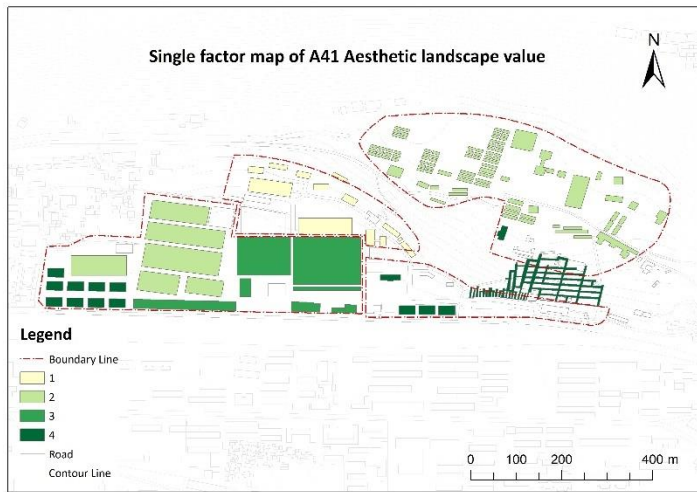 Single factor map of A41 Aesthetic landscape value
N
Legend
Boundary Line
1
2
3
4
Road
Contour Line
0 100 200 400 m